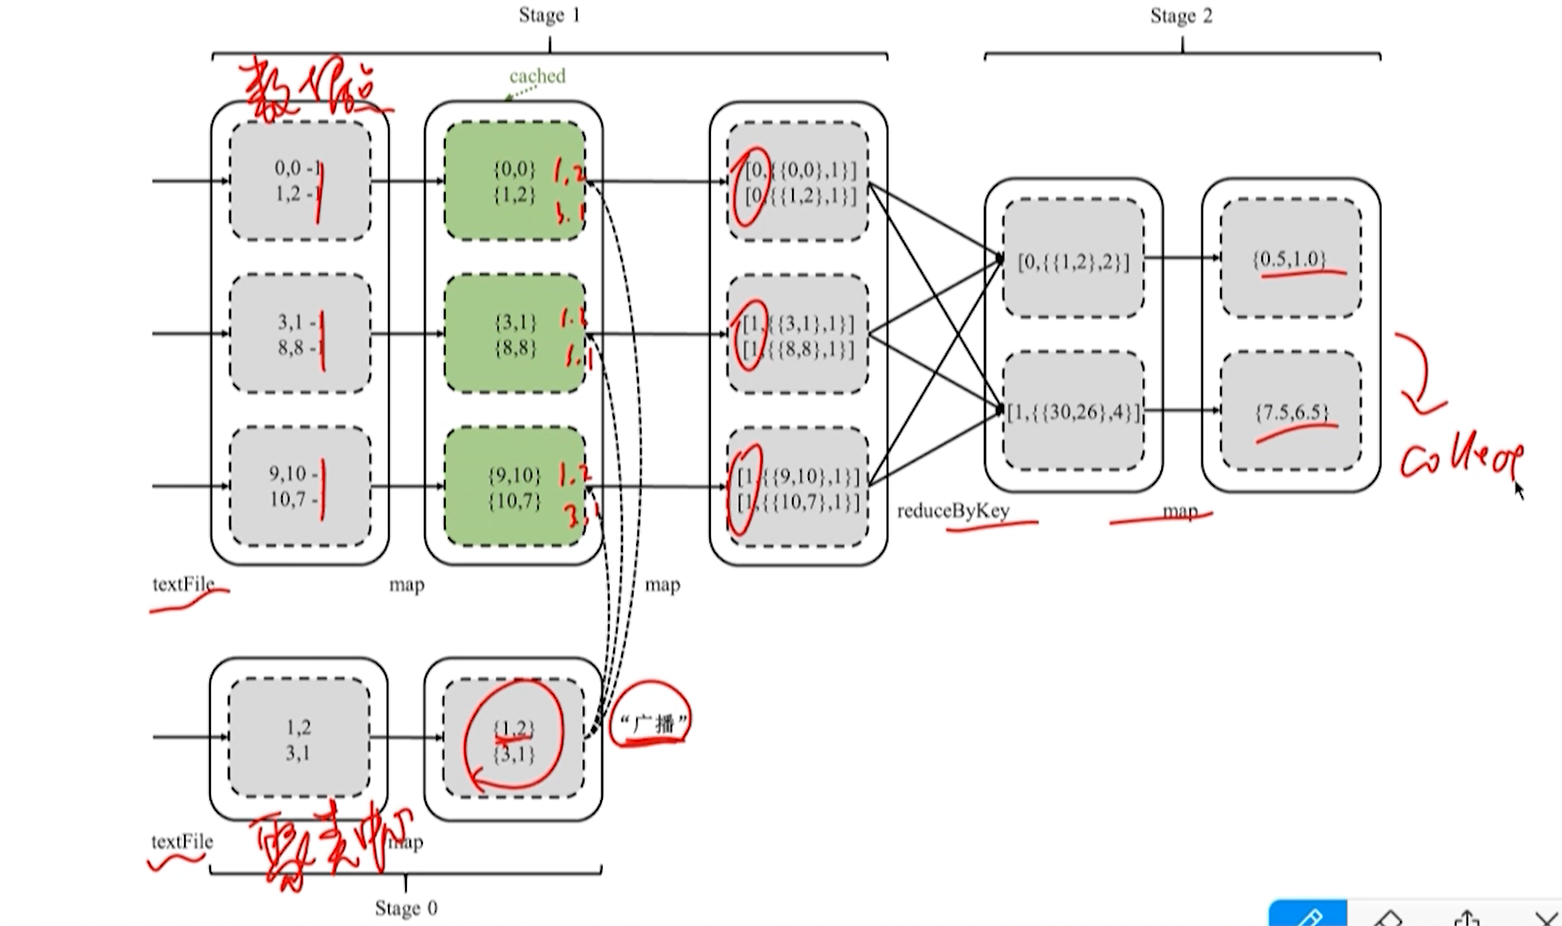 Stage 1
Stage 2
数据点
cached
0,0 -1
1,2 -1
{0,0}
{1,2}
1.2
3.1
[0,{{0,0},1}]
[0,{{1,2},1}]
[0,{{1,2},2}]
{0.5,1.0}
3,1 -1
8,8 -1
{3,1}
{8,8}
1.2
3.1
[1,{{3,1},1}]
[1,{{8,8},1}]
[1,{{30,26},4}]
{7.5,6.5}
9,10 -
10,7 -
{9,10}
{10,7}
1.2
3.1
[1,{{9,10},1}]
[1,{{10,7},1}]
reduceByKey
map
textFile
map
map
1,2
3,1
{1,2}
{3,1}
“广播”
textFile
聚类中心
map
Stage 0